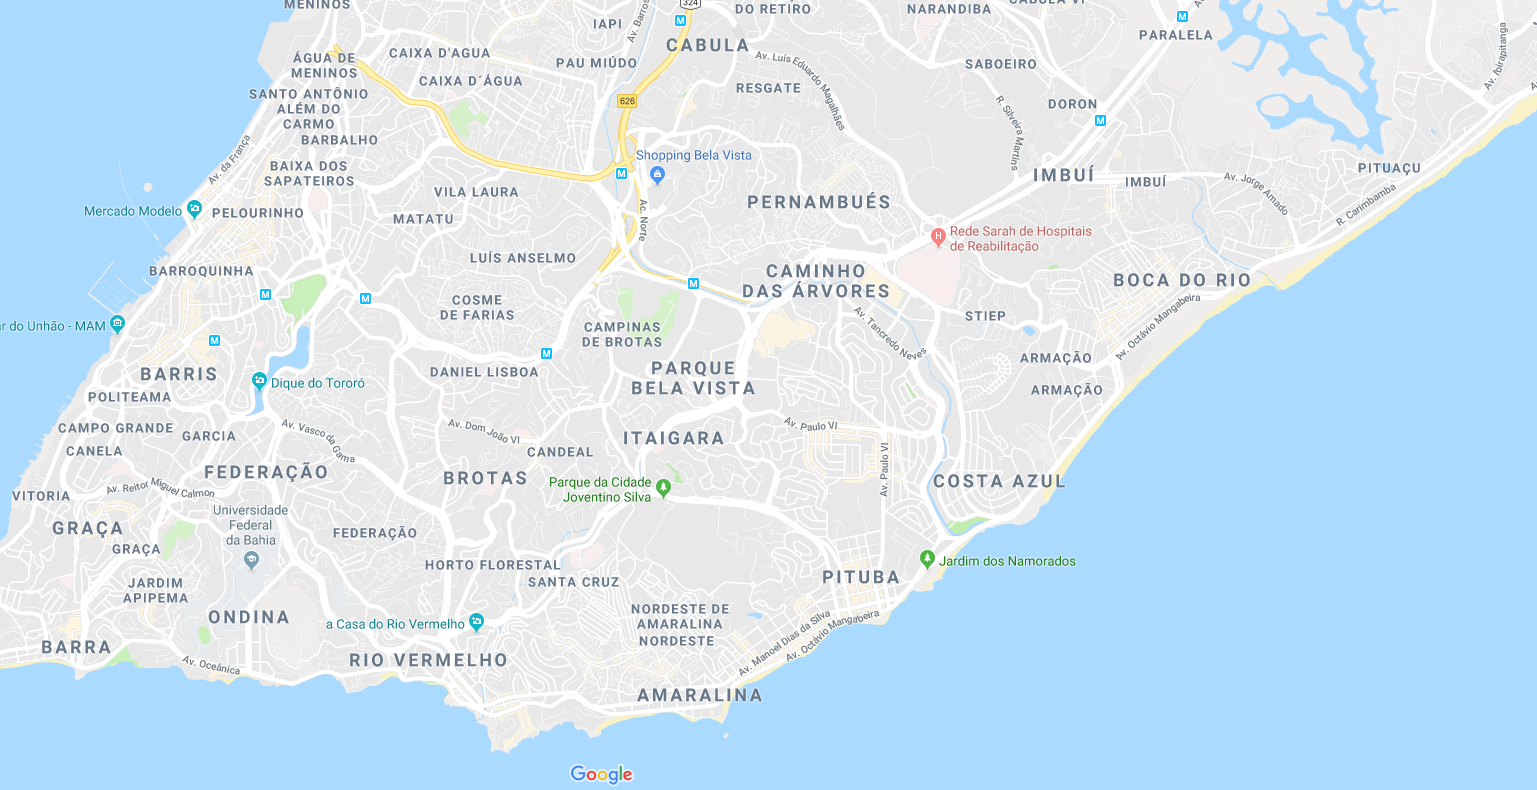 MENINOS
324
DO RETIRO
NARANDIBA
CABULA VI
IAPI
Av. Barros
M
M
PARALELA
CABULA
CAIXA D'AGUA
ÁGUA DE
MENINOS
PAU MIÚDO
Av. Luís Eduardo Magalhães
SABOEIRO
Av. Ibirapitanga
CAIXA D´ÁGUA
RESGATE
SANTO ANTÔNIO
ALÉM DO
CARMO
626
R. Silveira Martins
DORON
M
BARBALHO
Av. da França
Shopping Bela Vista
BAIXA DOS
SAPATEIROS
M
IMBUÍ
IMBUÍ
PITUAÇU
Av. Jorge Amado
R. Carimbamba
VILA LAURA
Mercado Modelo
PELOURINHO
MATATU
Ac. Norte
PERNAMBUÉS
H
Rede Sarah de Hospitais
de Reabilitação
LUÍS ANSELMO
BARROQUINHA
CAMINHO
DAS ÁRVORES
BOCA DO RIO
M
M
M
COSME
DE FARIAS
STIEP
Av. Octávio Mangabeira
ar do Unhão - MAM
CAMPINAS
DE BROTAS
Av. Tancredo Neves
M
M
ARMAÇÃO
BARRIS
DANIEL LISBOA
PARQUE
BELA VISTA
Dique do Tororó
ARMAÇÃO
POLITEAMA
CAMPO GRANDE
GARCIA
Av. Vasco da Gama
Av. Dom João VI
ITAIGARA
Av. Paulo VI
CANELA
CANDEAL
Av. Paulo VI
FEDERAÇÃO
BROTAS
Parque da Cidade
Joventino Silva
COSTA AZUL
VITORIA
Av. Reitor Miguel Calmon
GRAÇA
Universidade
Federal
da Bahia
FEDERAÇÃO
GRAÇA
HORTO FLORESTAL
SANTA CRUZ
Jardim dos Namorados
JARDIM
APIPEMA
PITUBA
ONDINA
NORDESTE DE
AMARALINA
NORDESTE
a Casa do Rio Vermelho
Av. Manoel Dias da Silva
Av. Octávio Mangabeira
BARRA
Av. Oceânica
RIO VERMELHO
AMARALINA
Google